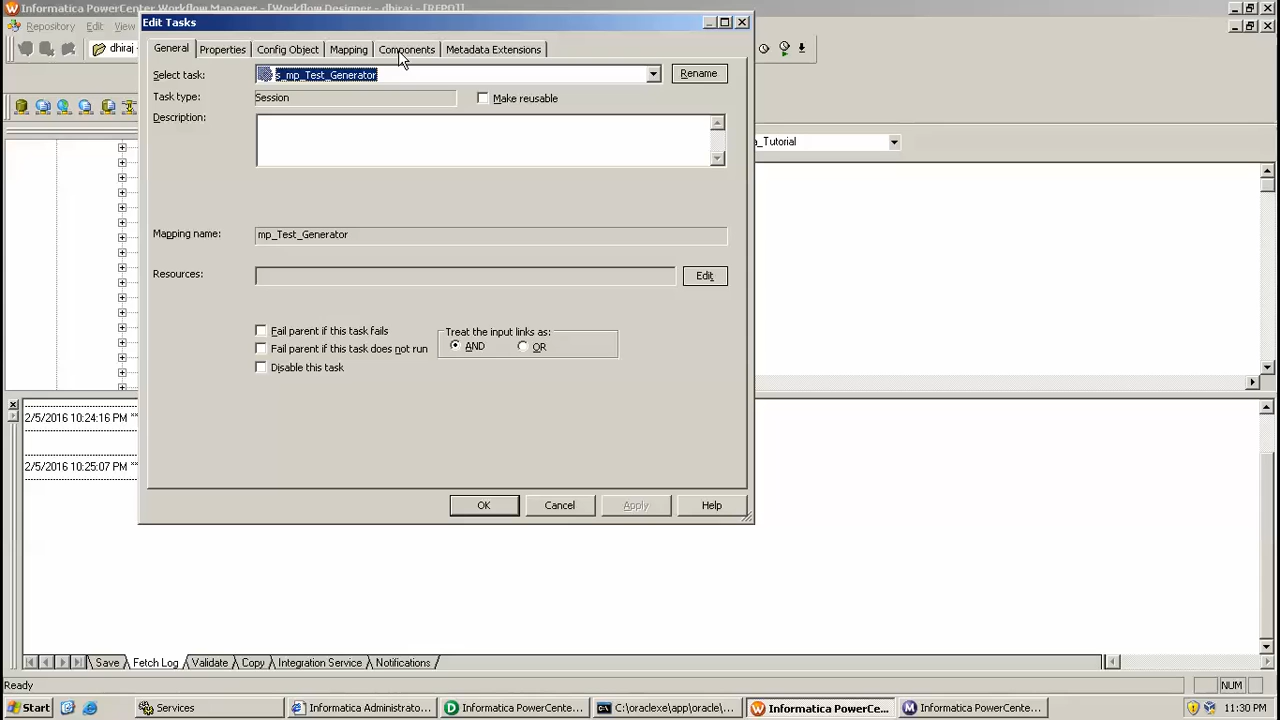 Informatica PowerCenter Workflow Manager - [Workflow Designer - dhiraj - [REPO]]
Repository Edit View
dhiraj
Edit Tasks
General Properties Config Object Mapping Components Metadata Extensions
Select task: s_mp_Test_Generator Rename
Task type: Session Make reusable
Description:
a_Tutorial
Mapping name: mp_Test_Generator
Resources: Edit
Fail parent if this task fails
Fail parent if this task does not run
Disable this task
Treat the input links as:
AND OR
OK Cancel Apply Help
2/5/2016 10:24:16 PM **
2/5/2016 10:25:07 PM **
Save Fetch Log Validate Copy Integration Service Notifications
Ready NUM
Start Services Informatica Administrato... Informatica PowerCente... C:\oraclexe\app\oracle\... Informatica PowerCe... Informatica PowerCente... 11:30 PM